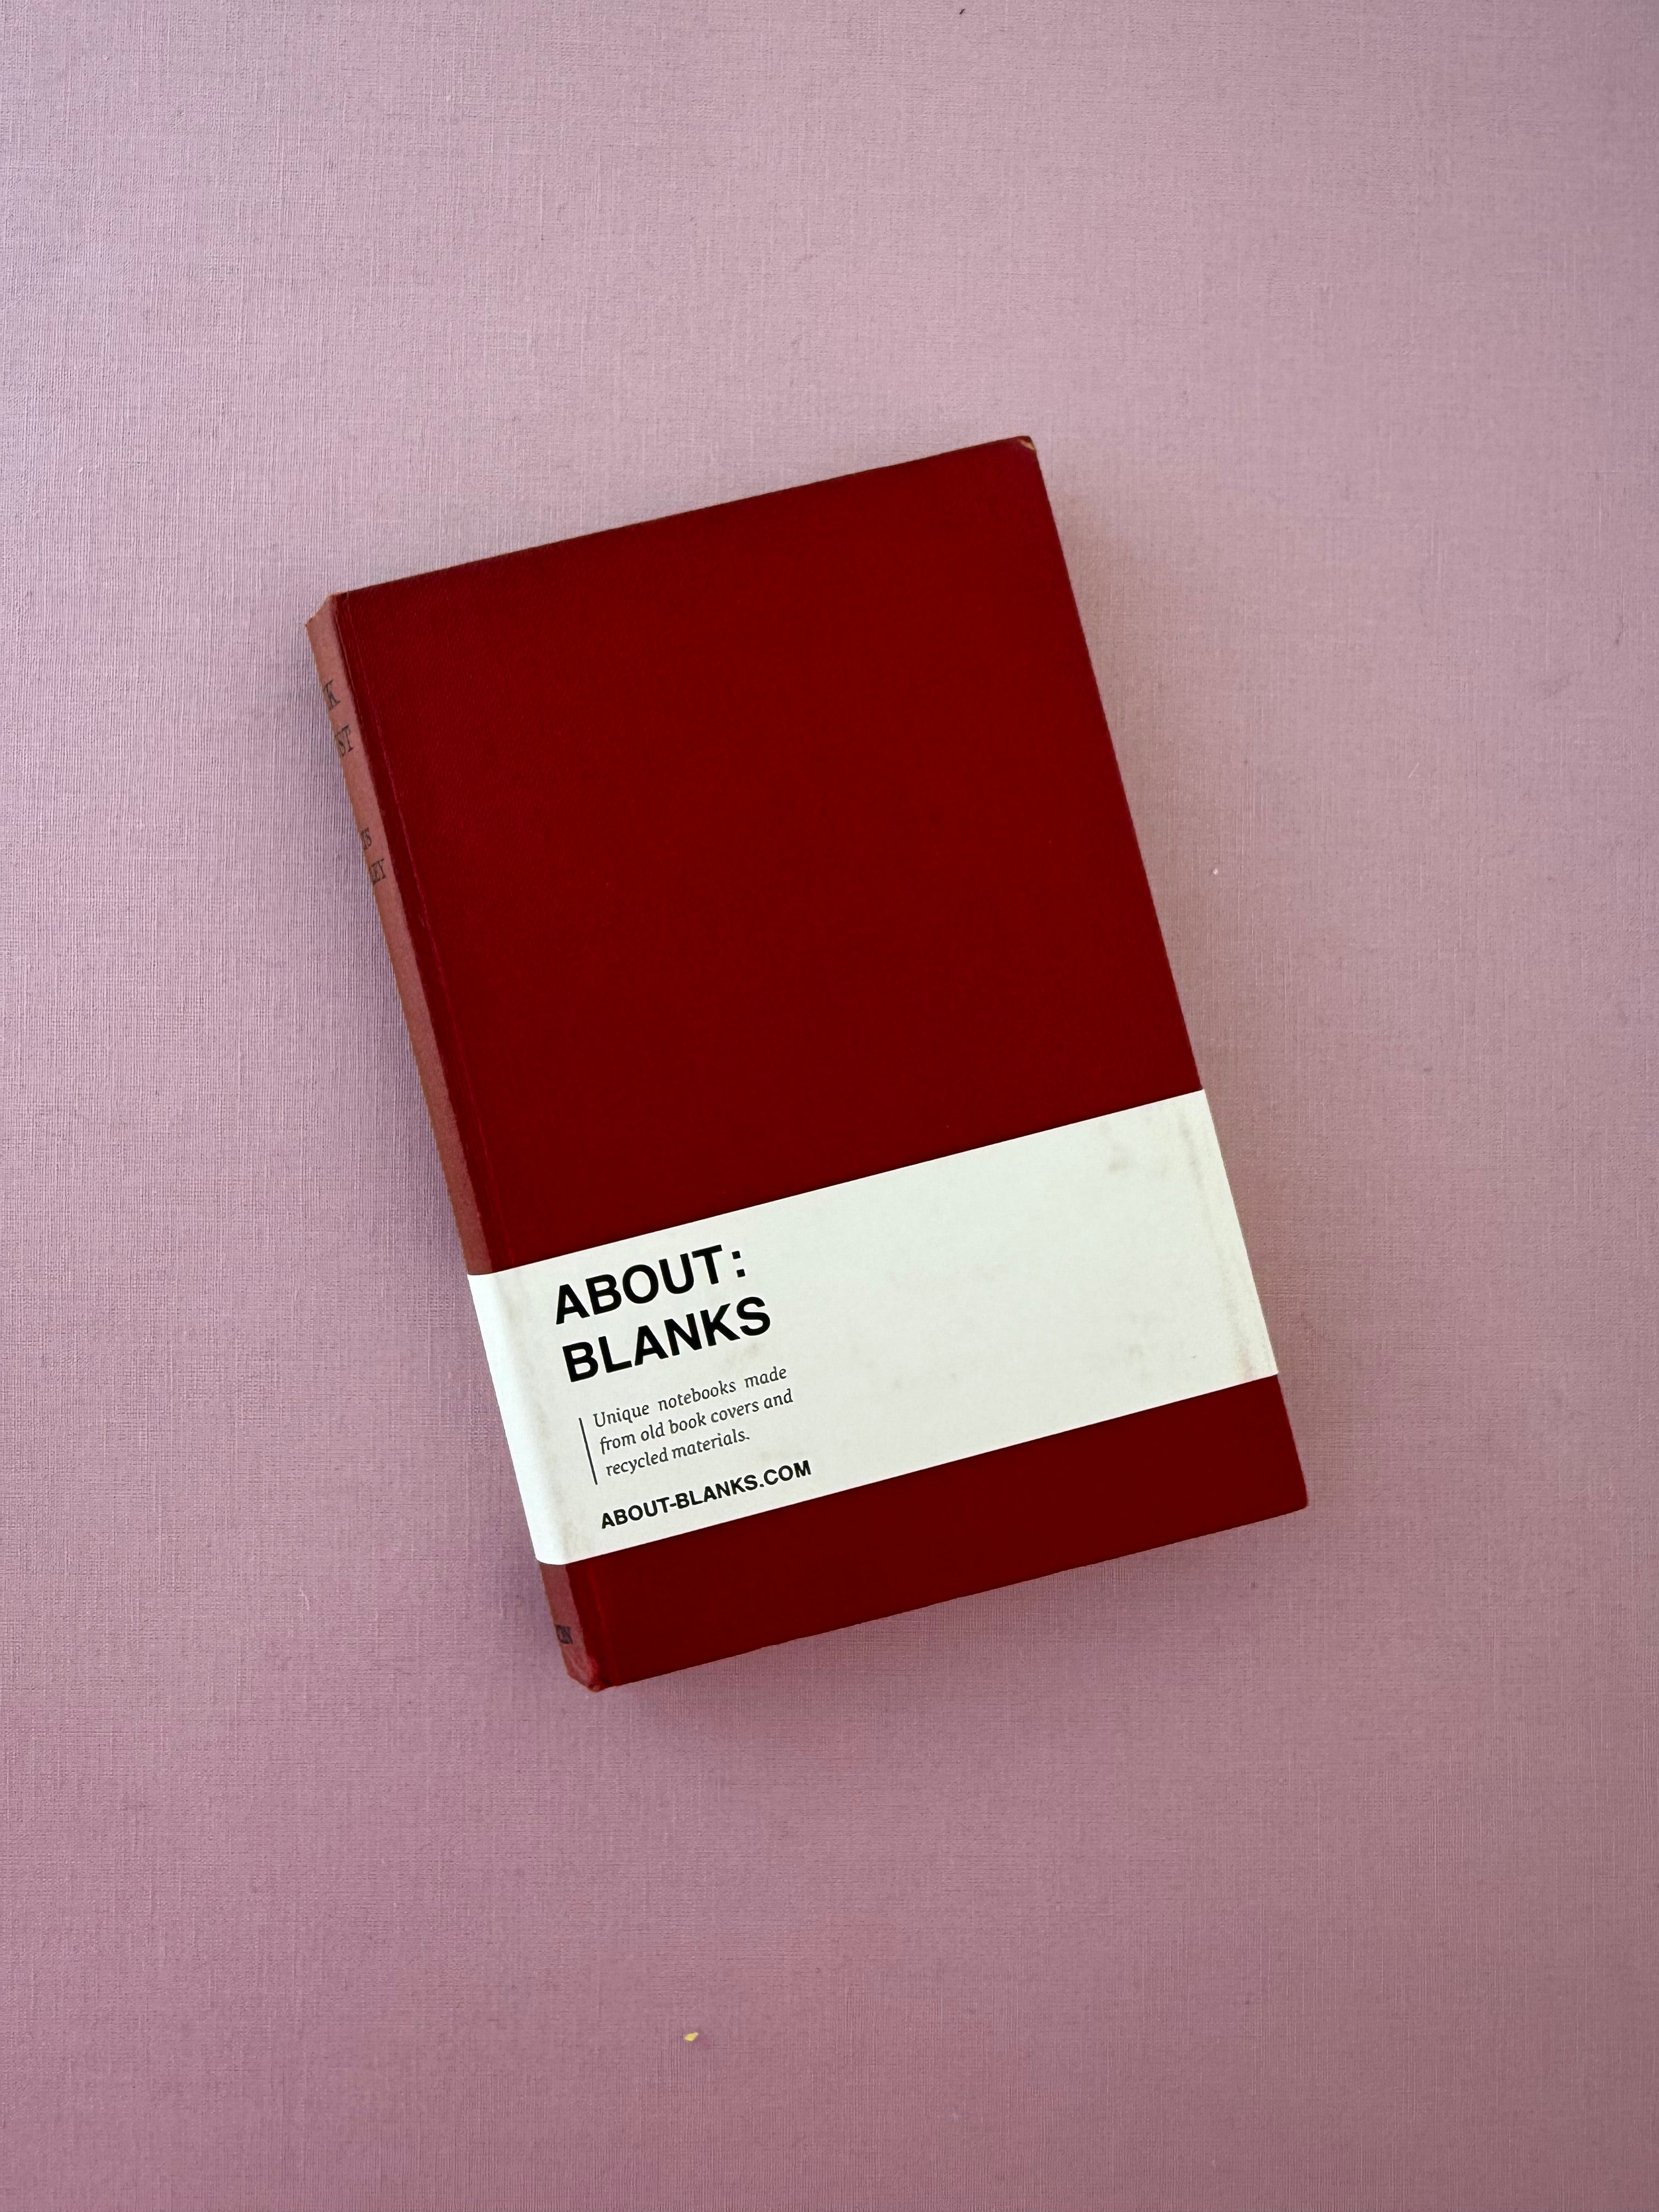 ABOUT:
BLANKS
Unique notebooks made
from old book covers and
recycled materials.
ABOUT-BLANKS.COM